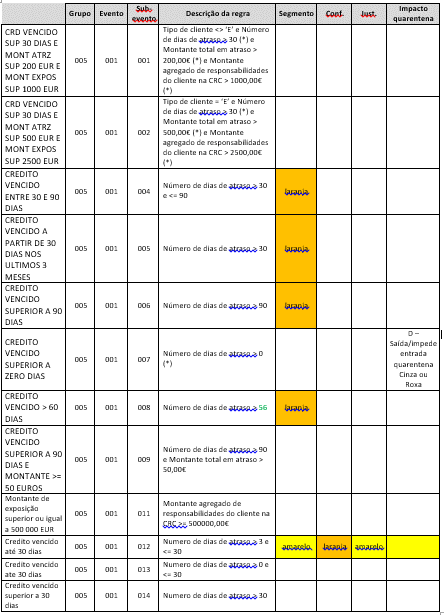 Grupo Evento Sub evento Descrição da regra Segmento Conf. Just. Impacto quarentena
CRD VENCIDO
SUP 30 DIAS E
MONT ATRZ
SUP 200 EUR E
MONT EXPOS
SUP 1000 EUR
005 001 001
Tipo de cliente <> 'E' e Número
de dias de atraso > 30 (*) e
Montante total em atraso >
200,00€ (*) e Montante
agregado de responsabilidades
do cliente na CRC > 1000,00€
(*)
CRD VENCIDO
SUP 30 DIAS E
MONT ATRZ
SUP 500 EUR E
MONT EXPOS
SUP 2500 EUR
005 001 002
Tipo de cliente = 'E' e Número
de dias de atraso > 30 (*) e
Montante total em atraso >
500,00€ (*) e Montante
agregado de responsabilidades
do cliente na CRC > 2500,00€
(*)
CREDITO
VENCIDO
ENTRE 30 E 90
DIAS
005 001 004
Número de dias de atraso > 30
e <= 90
laranja
CREDITO
VENCIDO A
PARTIR DE 30
DIAS NOS
ULTIMOS 3
MESES
005 001 005
Número de dias de atraso > 30
laranja
CREDITO
VENCIDO
SUPERIOR A 90
DIAS
005 001 006
Número de dias de atraso > 90
laranja
CREDITO
VENCIDO
SUPERIOR A
ZERO DIAS
005 001 007
Número de dias de atraso > 0
(*)
D –
Saída/impede
entrada
quarentena
Cinza ou
Roxa
CREDITO
VENCIDO > 60
DIAS
005 001 008
Número de dias de atraso > 56
laranja
CREDITO
VENCIDO
SUPERIOR A 90
DIAS E
MONTANTE >=
50 EUROS
005 001 009
Número de dias de atraso > 90
e Montante total em atraso >
50,00€
Montante de
exposição
superior ou igual
a 500 000 EUR
005 001 011
Montante agregado de
responsabilidades do cliente na
CRC >= 500000,00€
Credito vencido
até 30 dias
005 001 012
Numero de dias de atraso > 3 e
<= 30
amarelo laranja amarelo
Credito vencido
até 30 dias
005 001 013
Numero de dias de atraso > 0 e
<= 30
Credito vencido
superior a 30
dias
005 001 014
Numero de dias de atraso > 30